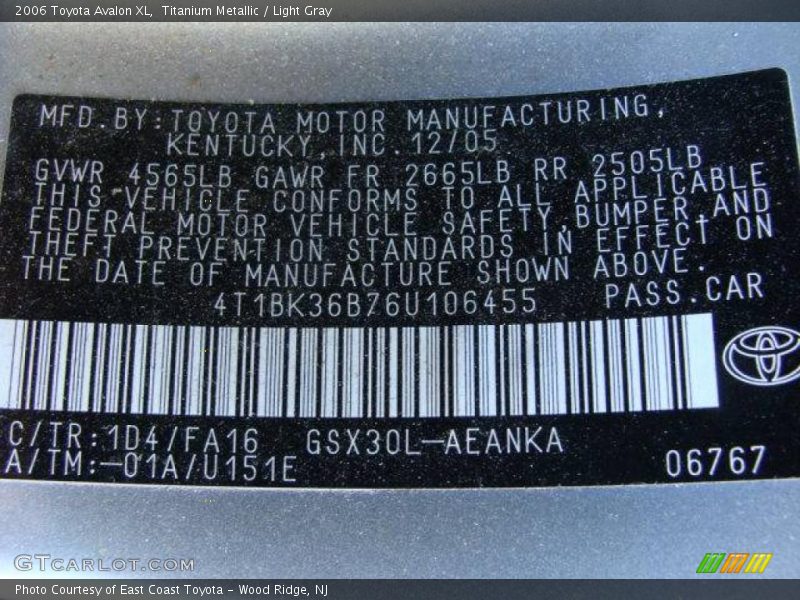 2006 Toyota Avalon XL,  Titanium Metallic / Light Gray
MFD.BY:TOYOTA MOTOR MANUFACTURING,
KENTUCKY,INC.12/05
GVWR 4565LB GAWR FR 2665LB RR 2505LB
THIS VEHICLE CONFORMS TO ALL APPLICABLE
FEDERAL MOTOR VEHICLE SAFETY,BUMPER,AND
THEFT PREVENTION STANDARDS IN EFFECT ON
THE DATE OF MANUFACTURE SHOWN ABOVE.
4T1BK36B76U106455 PASS.CAR
C/TR:1D4/FA16 GSX30L-AEANKA
A/TM:-01A/U151E 06767
GTCARLOT.COM
Photo Courtesy of East Coast Toyota - Wood Ridge, NJ